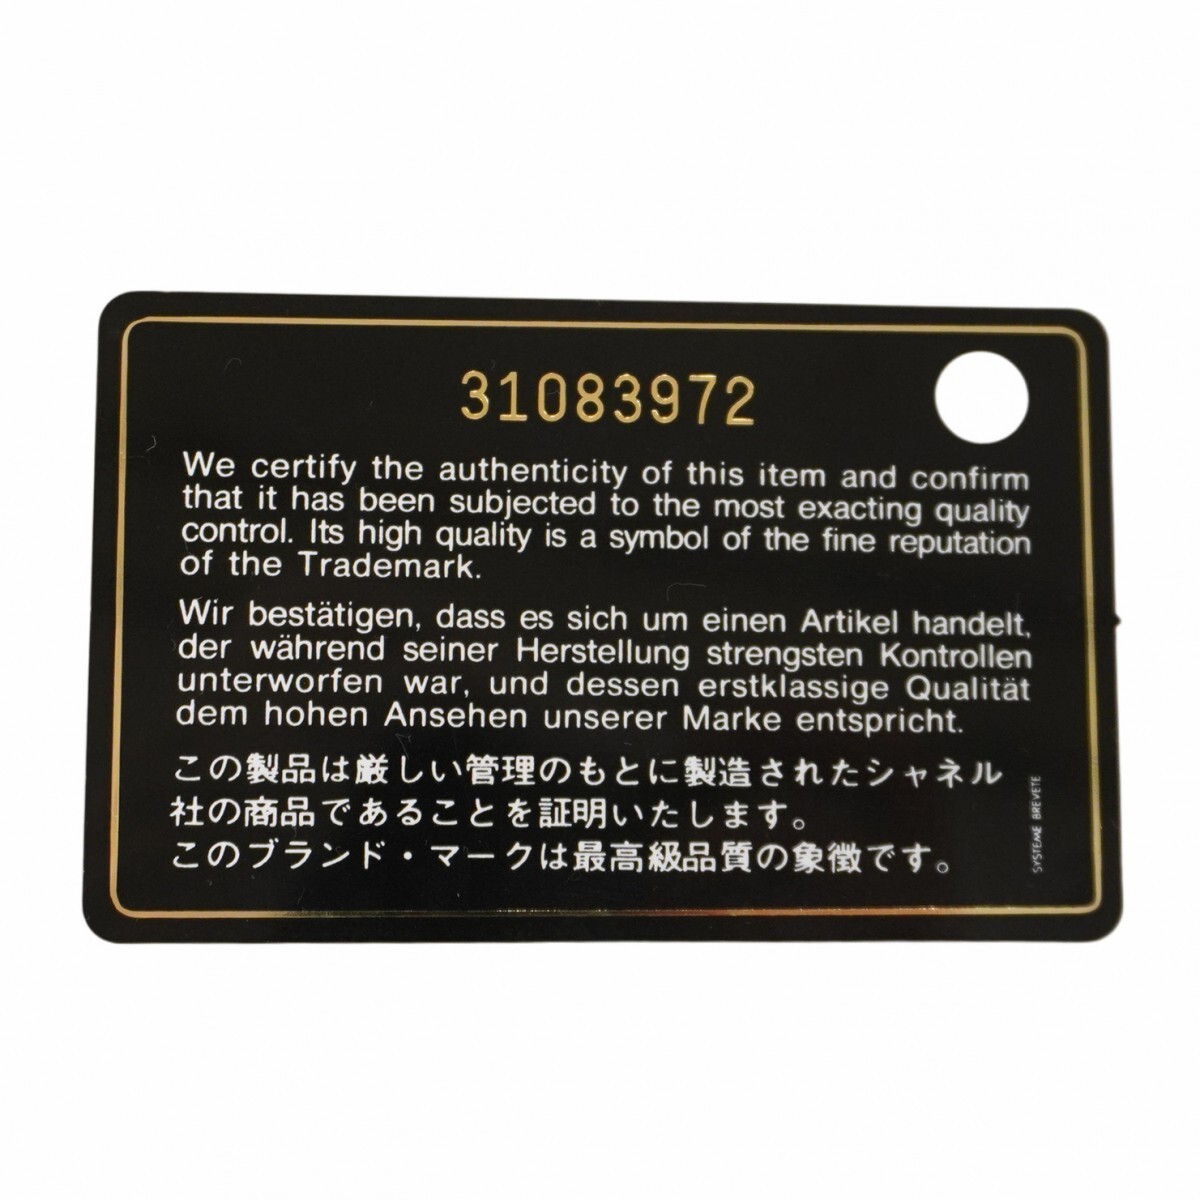 31083972
We certify the authenticity of this item and confirm
that it has been subjected to the most exacting quality
control. Its high quality is a symbol of the fine reputation
of the Trademark.
Wir bestätigen, dass es sich um einen Artikel handelt,
der während seiner Herstellung strengsten Kontrollen
unterworfen war, und dessen erstklassige Qualität
dem hohen Ansehen unserer Marke entspricht.
この製品は厳しい管理のもとに製造されたシャネル
社の商品であることを証明いたします。
このブランド・マークは最高級品質の象徴です。
SYSTEME BREVETE